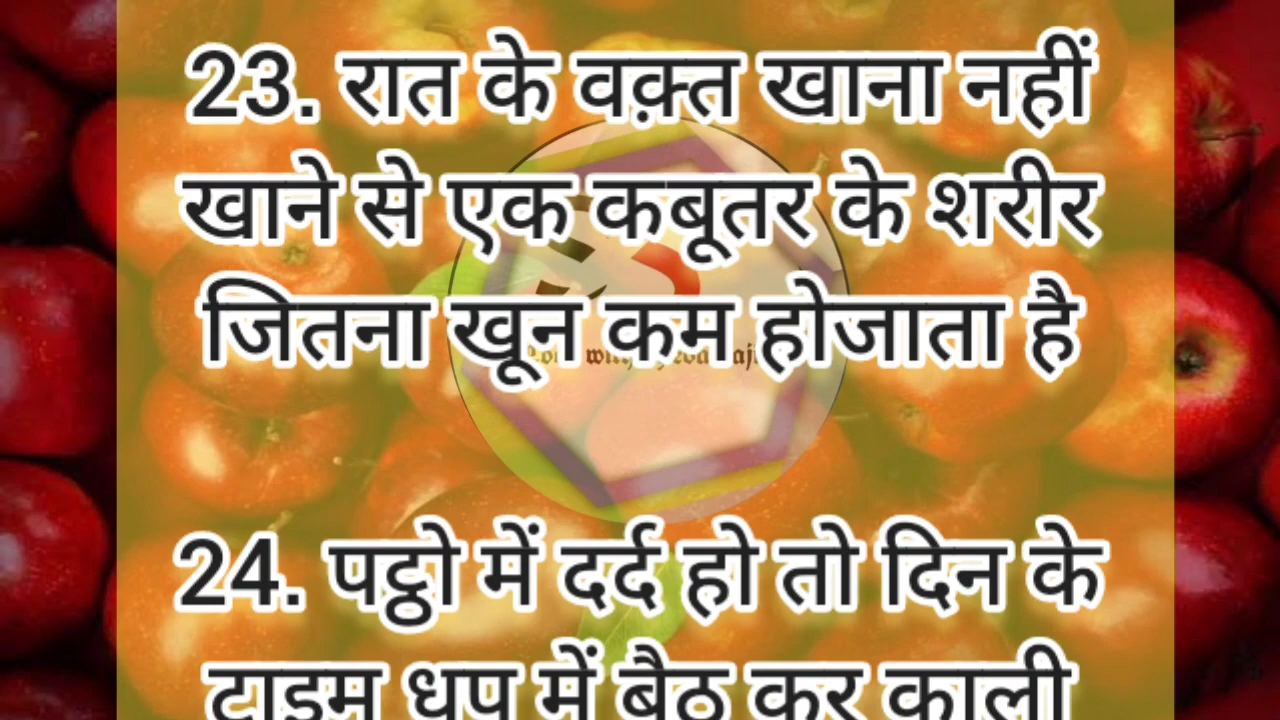 23. रात के वक़्त खाना नहीं
खाने से एक कबूतर के शरीर
जितना खून कम होजाता है
24. पट्ठो में दर्द हो तो दिन के
टाइम धूप में बैठ कर काली